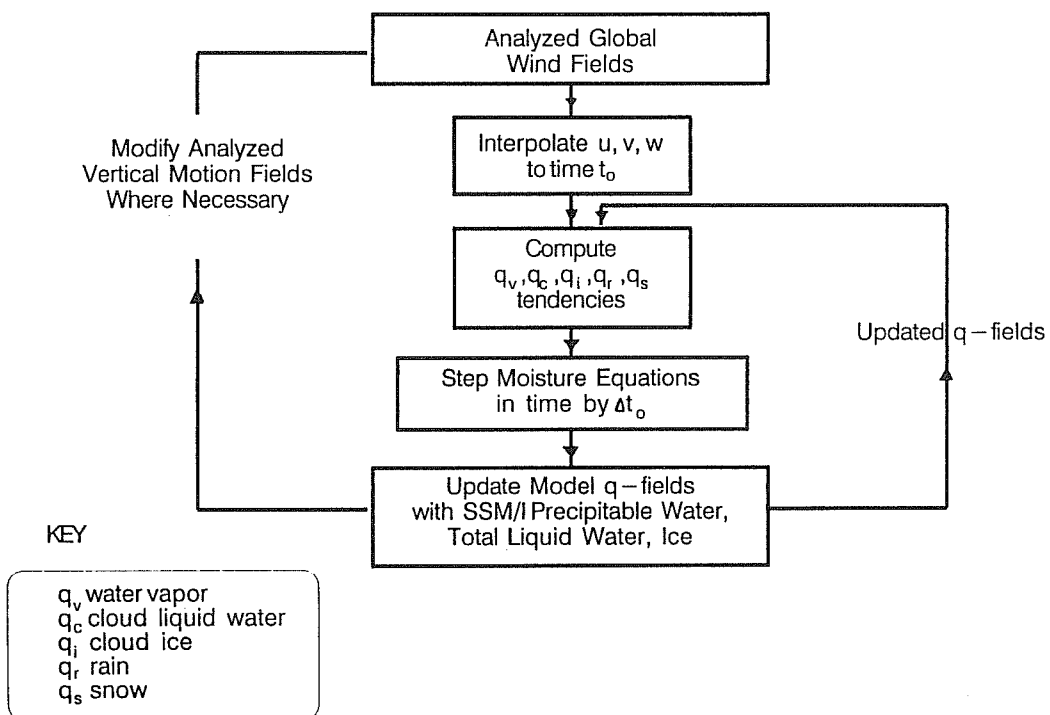 Analyzed Global
Wind Fields
Interpolate u, v, w
to time to
Modify Analyzed
Vertical Motion Fields
Where Necessary
Compute
qv, qc, qi, qr, qs
tendencies
Updated q-fields
Step Moisture Equations
in time by Δto
Update Model q-fields
with SSM/I Precipitable Water,
Total Liquid Water, Ice
KEY
qv water vapor
qc cloud liquid water
qi cloud ice
qr rain
qs snow